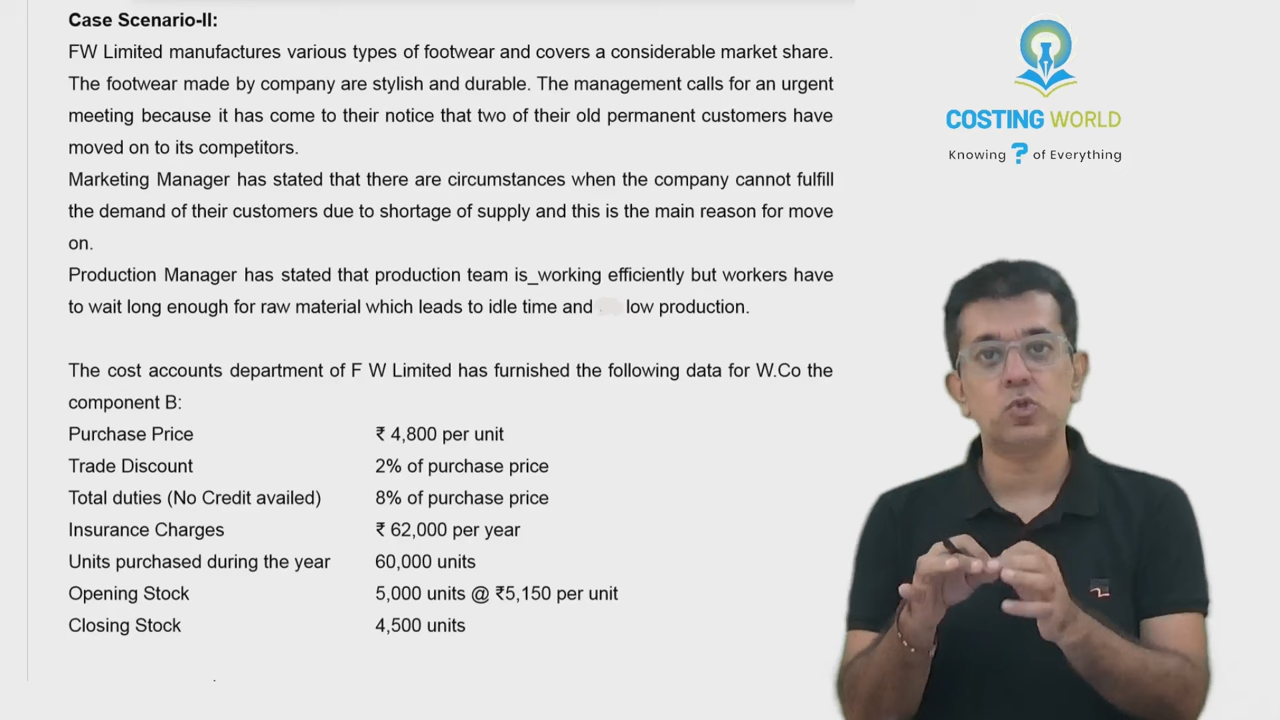 Case Scenario-II:
FW Limited manufactures various types of footwear and covers a considerable market share.
The footwear made by company are stylish and durable. The management calls for an urgent
meeting because it has come to their notice that two of their old permanent customers have
moved on to its competitors.
Marketing Manager has stated that there are circumstances when the company cannot fulfill
the demand of their customers due to shortage of supply and this is the main reason for move
on.
Production Manager has stated that production team is_working efficiently but workers have
to wait long enough for raw material which leads to idle time and low production.
The cost accounts department of F W Limited has furnished the following data for W.Co the
component B:
Purchase Price ₹ 4,800 per unit
Trade Discount 2% of purchase price
Total duties (No Credit availed) 8% of purchase price
Insurance Charges ₹ 62,000 per year
Units purchased during the year 60,000 units
Opening Stock 5,000 units @ ₹5,150 per unit
Closing Stock 4,500 units
COSTING WORLD
Knowing ? of Everything